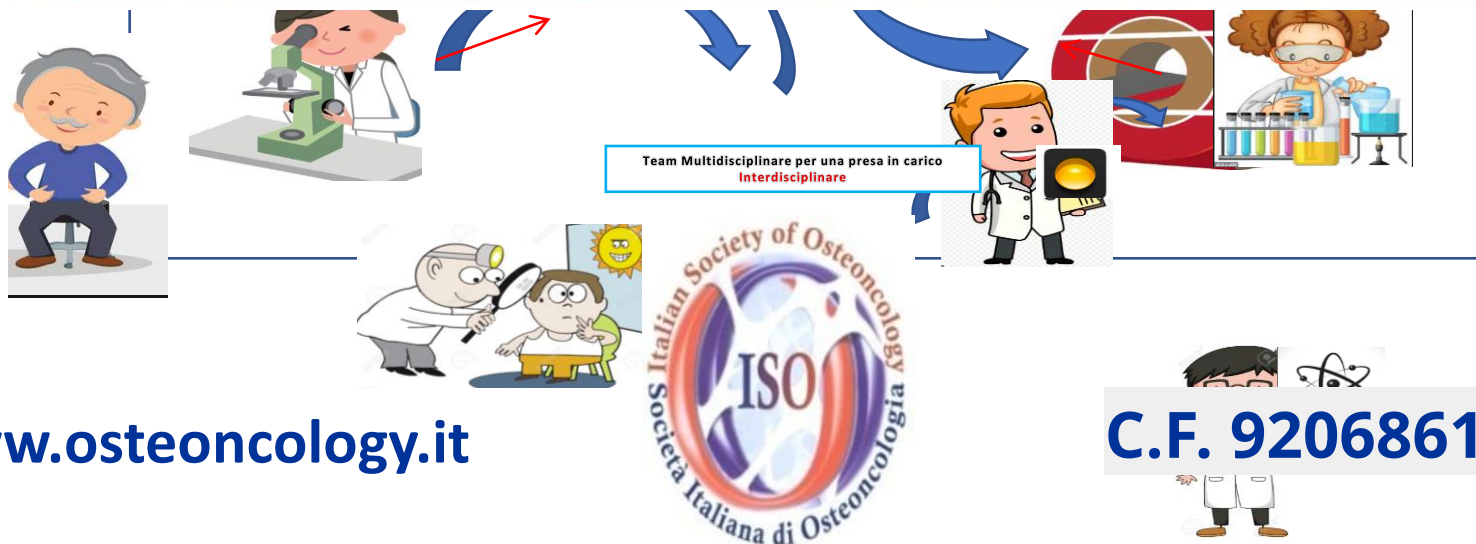 Team Multidisciplinare per una presa in carico
Interdisciplinare
Italian Society of Osteoncology
ISO
Società Italiana di Osteoncologia
w.osteoncology.it
C.F. 9206861